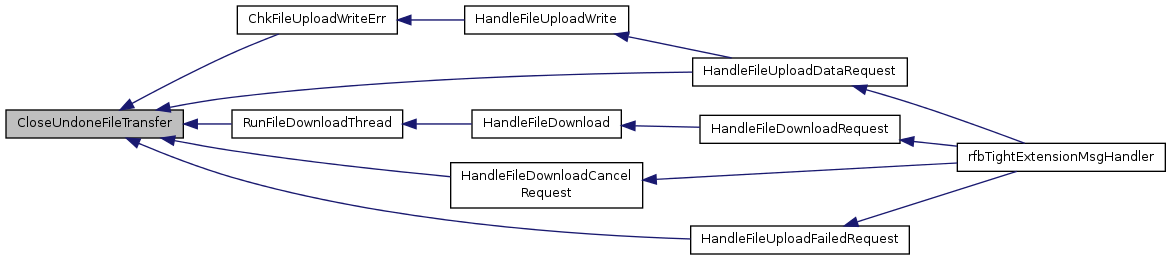 ChkFileUploadWriteErr
HandleFileUploadWrite
HandleFileUploadDataRequest
CloseUndoneFileTransfer
RunFileDownloadThread
HandleFileDownload
HandleFileDownloadRequest
rfbTightExtensionMsgHandler
HandleFileDownloadCancel
Request
HandleFileUploadFailedRequest